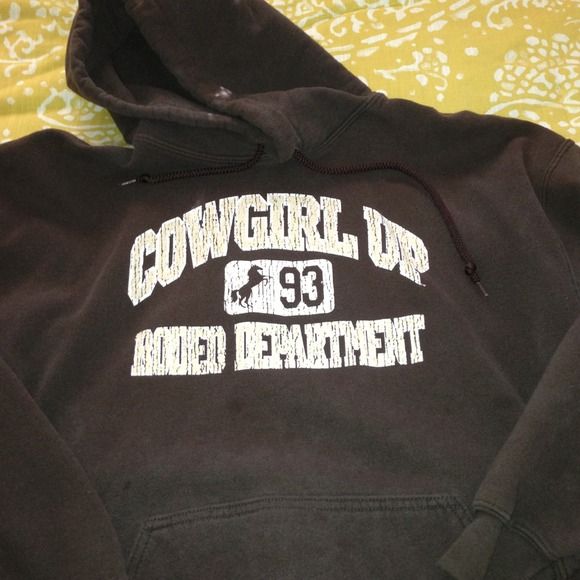 COWGIRL UP
93
RODEO DEPARTMENT